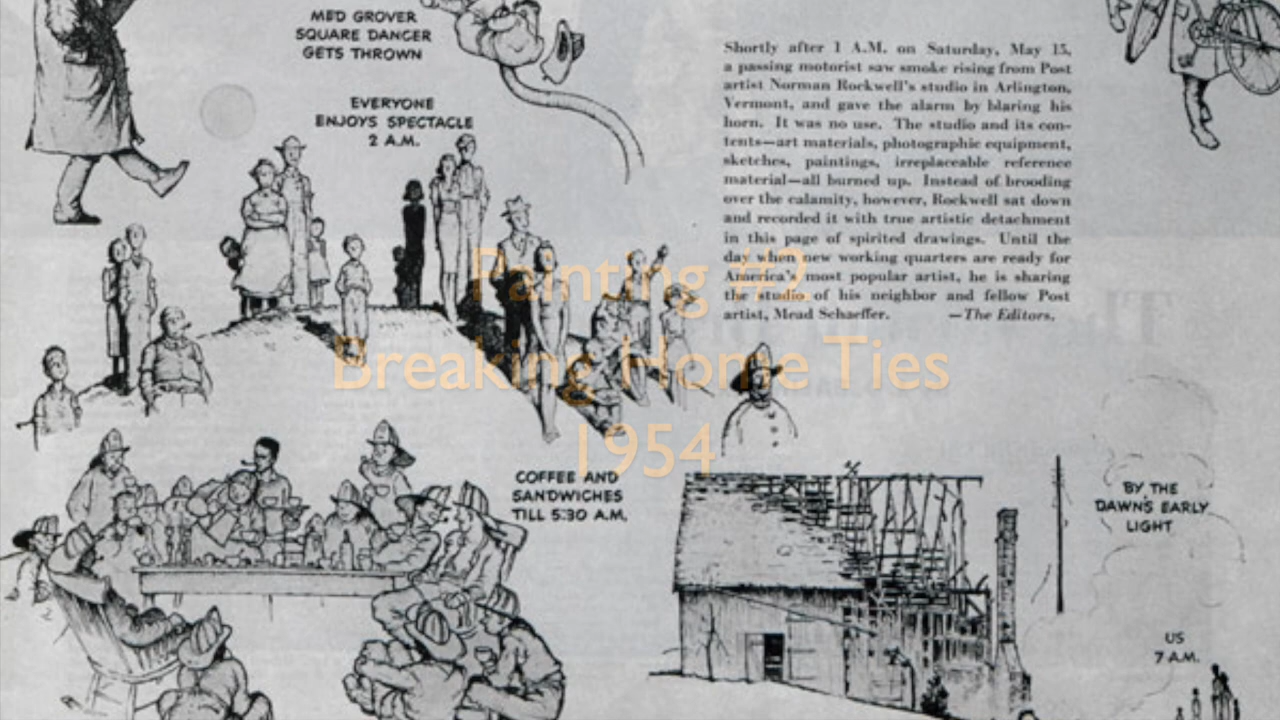 MED GROVER
SQUARE DANCER
GETS THROWN
EVERYONE
ENJOYS SPECTACLE
2 A.M.
Shortly after 1 A.M. on Saturday, May 15,
a passing motorist saw smoke rising from Post
artist Norman Rockwell's studio in Arlington,
Vermont, and gave the alarm by blaring his
horn. It was no use. The studio and its con-
tents—art materials, photographic equipment,
sketches, paintings, irreplaceable reference
material—all burned up. Instead of brooding
over the calamity, however, Rockwell sat down
and recorded it with true artistic detachment
in this page of spirited drawings. Until the
day when new working quarters are ready for
America's most popular artist, he is sharing
the studio of his neighbor and fellow Post
artist, Mead Schaeffer. —The Editors.
Painting #2
Breaking Home Ties
1954
COFFEE AND
SANDWICHES
TILL 5:30 A.M.
BY THE
DAWN'S EARLY
LIGHT
US
7 A.M.